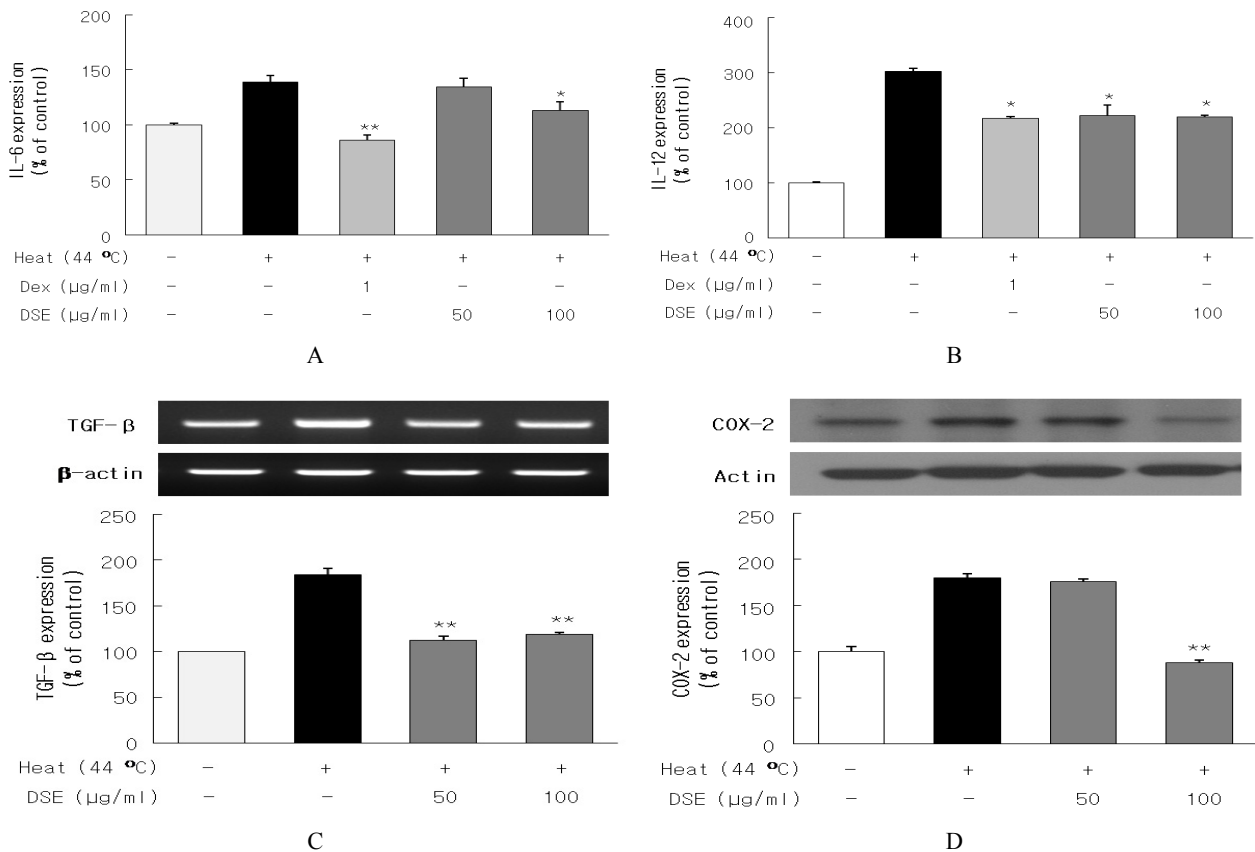 200
150
100
50
0
IL-6 expression
(% of control)
**
*
Heat (44 ºC) − + + + +
Dex (μg/ml) − − 1 − −
DSE (μg/ml) − − − 50 100
A
400
300
200
100
0
IL-12 expression
(% of control)
* * *
Heat (44 ºC) − + + + +
Dex (μg/ml) − − 1 − −
DSE (μg/ml) − − − 50 100
B
TGF-β
β-actin
250
200
150
100
50
0
TGF-β expression
(% of control)
** **
Heat (44 ºC) − + + +
DSE (μg/ml) − − 50 100
C
COX-2
Actin
250
200
150
100
50
0
COX-2 expression
(% of control)
**
Heat (44 ºC) − + + +
DSE (μg/ml) − − 50 100
D